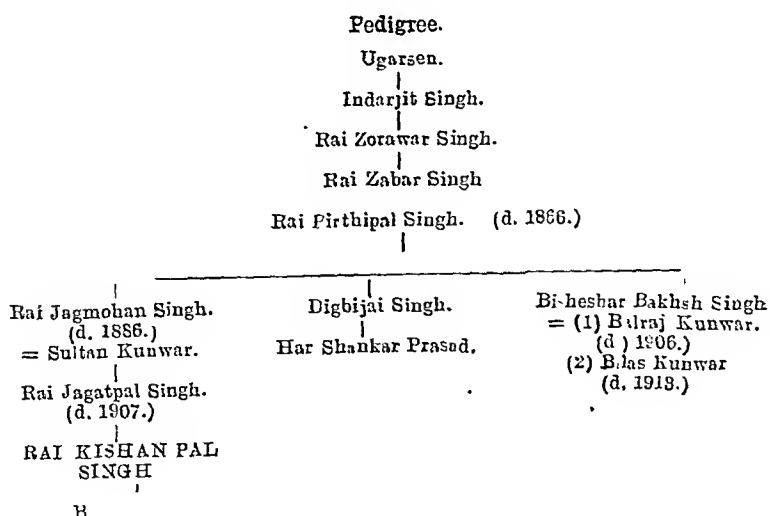 Pedigree.
Ugarsen.
Indarjit Singh.
Rai Zorawar Singh.
Rai Zabar Singh
Rai Pirthipal Singh. (d. 1866.)
Rai Jagmohan Singh.
(d. 1886.)
= Sultan Kunwar.
Rai Jagatpal Singh.
(d. 1907.)
RAI KISHAN PAL
SINGH
Digbijai Singh.
Har Shankar Prasad.
Bisheshar Bakhsh Singh
= (1) Balraj Kunwar.
(d ) 1906.)
(2) Bilas Kunwar
(d. 1913.)